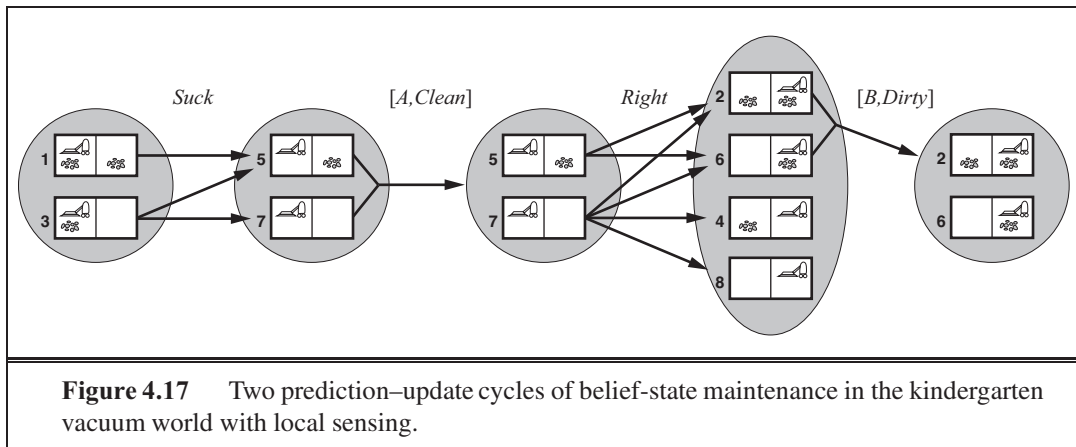 Suck [A,Clean] Right [B,Dirty]
1 5 5 2 2
3 7 7 6 6
4
8
Figure 4.17 Two prediction–update cycles of belief-state maintenance in the kindergarten
vacuum world with local sensing.